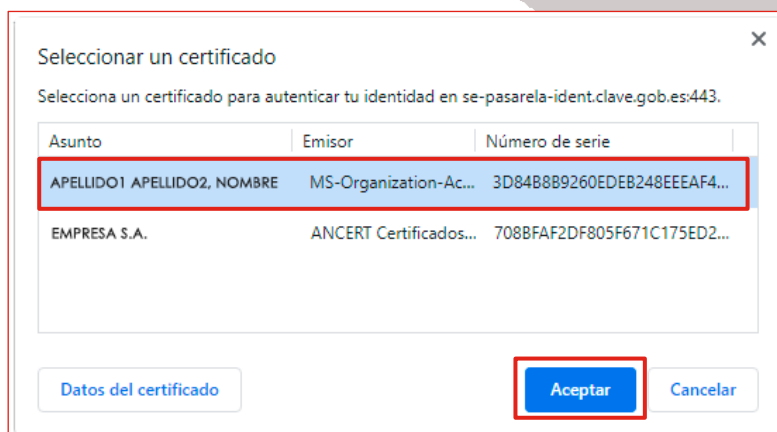 Seleccionar un certificado
Selecciona un certificado para autenticar tu identidad en se-pasarela-ident.clave.gob.es:443.
Asunto Emisor Número de serie
APELLIDO1 APELLIDO2, NOMBRE MS-Organization-Ac... 3D84B8B9260EDEB248EEEAF4...
EMPRESA S.A. ANCERT Certificados... 708BFAF2DF805F671C175ED2...
Datos del certificado Aceptar Cancelar